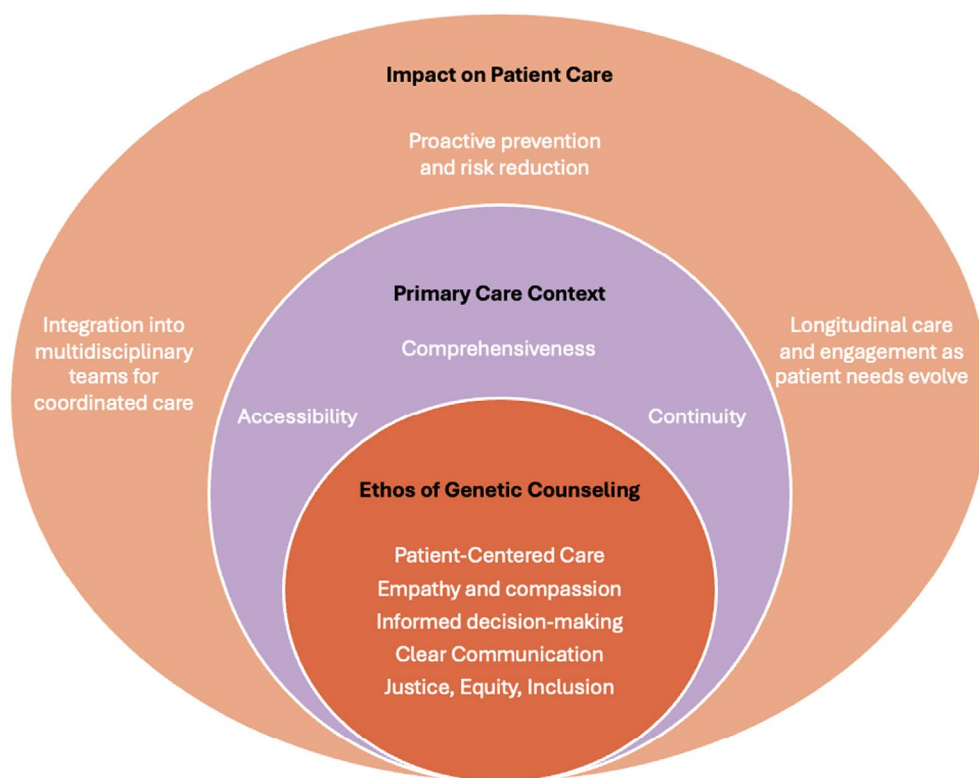 Impact on Patient Care
Proactive prevention
and risk reduction
Integration into
multidisciplinary
teams for
coordinated care
Longitudinal care
and engagement as
patient needs evolve
Primary Care Context
Comprehensiveness
Accessibility
Continuity
Ethos of Genetic Counseling
Patient-Centered Care
Empathy and compassion
Informed decision-making
Clear Communication
Justice, Equity, Inclusion